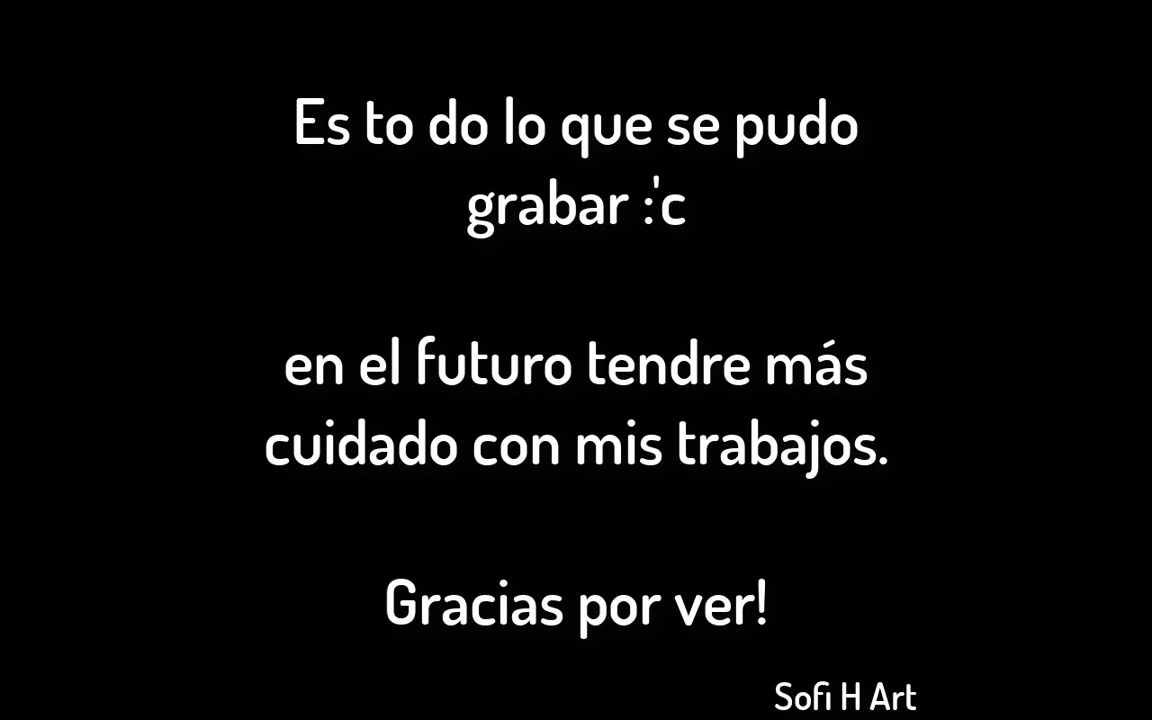 Es to do lo que se pudo
grabar :'c
en el futuro tendre más
cuidado con mis trabajos.
Gracias por ver!
Sofi H Art